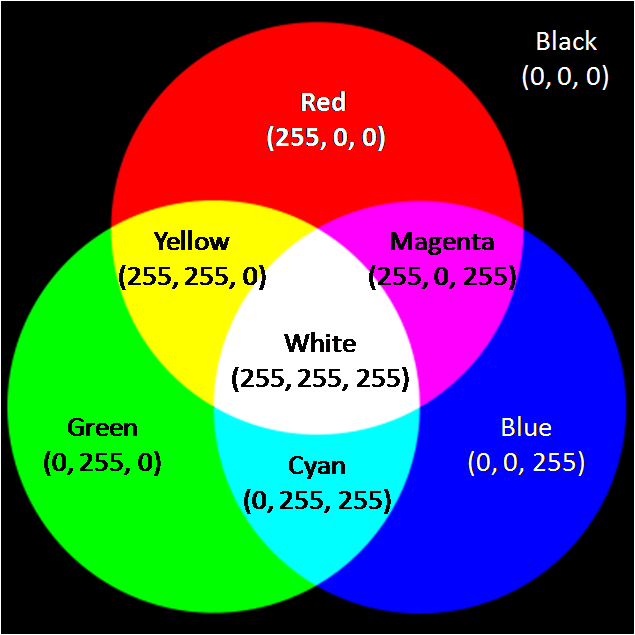 Black
(0, 0, 0)
Red
(255, 0, 0)
Yellow
(255, 255, 0)
Magenta
(255, 0, 255)
White
(255, 255, 255)
Green
(0, 255, 0)
Cyan
(0, 255, 255)
Blue
(0, 0, 255)